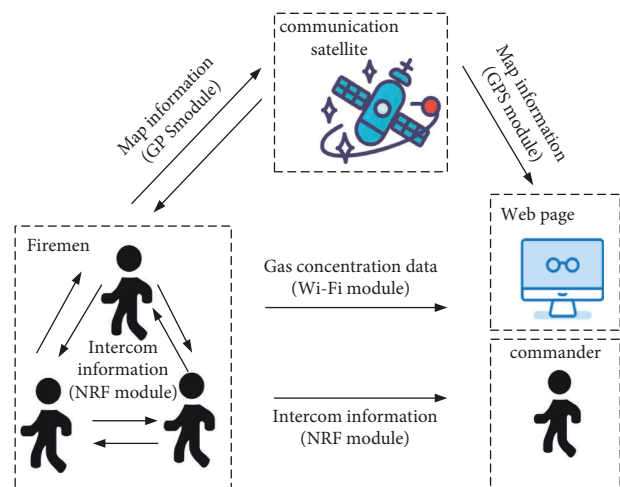 communication
satellite
Map information
(GP Smodule)
Map information
(GPS module)
Firemen
Intercom
information
(NRF module)
Gas concentration data
(Wi-Fi module)
Web page
Intercom information
(NRF module)
commander